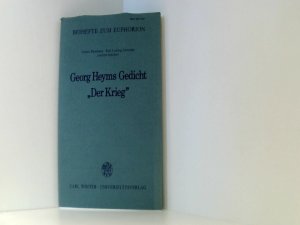 BEIHEFTE ZUM EUPHORION
Georg Heyms Gedicht
„Der Krieg”
CARL WINTER · UNIVERSITÄTSVERLAG